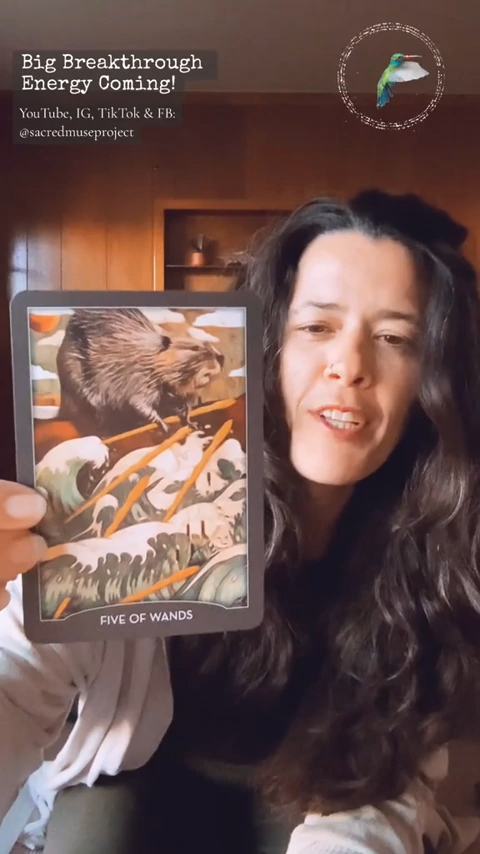 Big Breakthrough
Energy Coming!
YouTube, IG, TikTok & FB:
@sacredmuseproject
FIVE OF WANDS